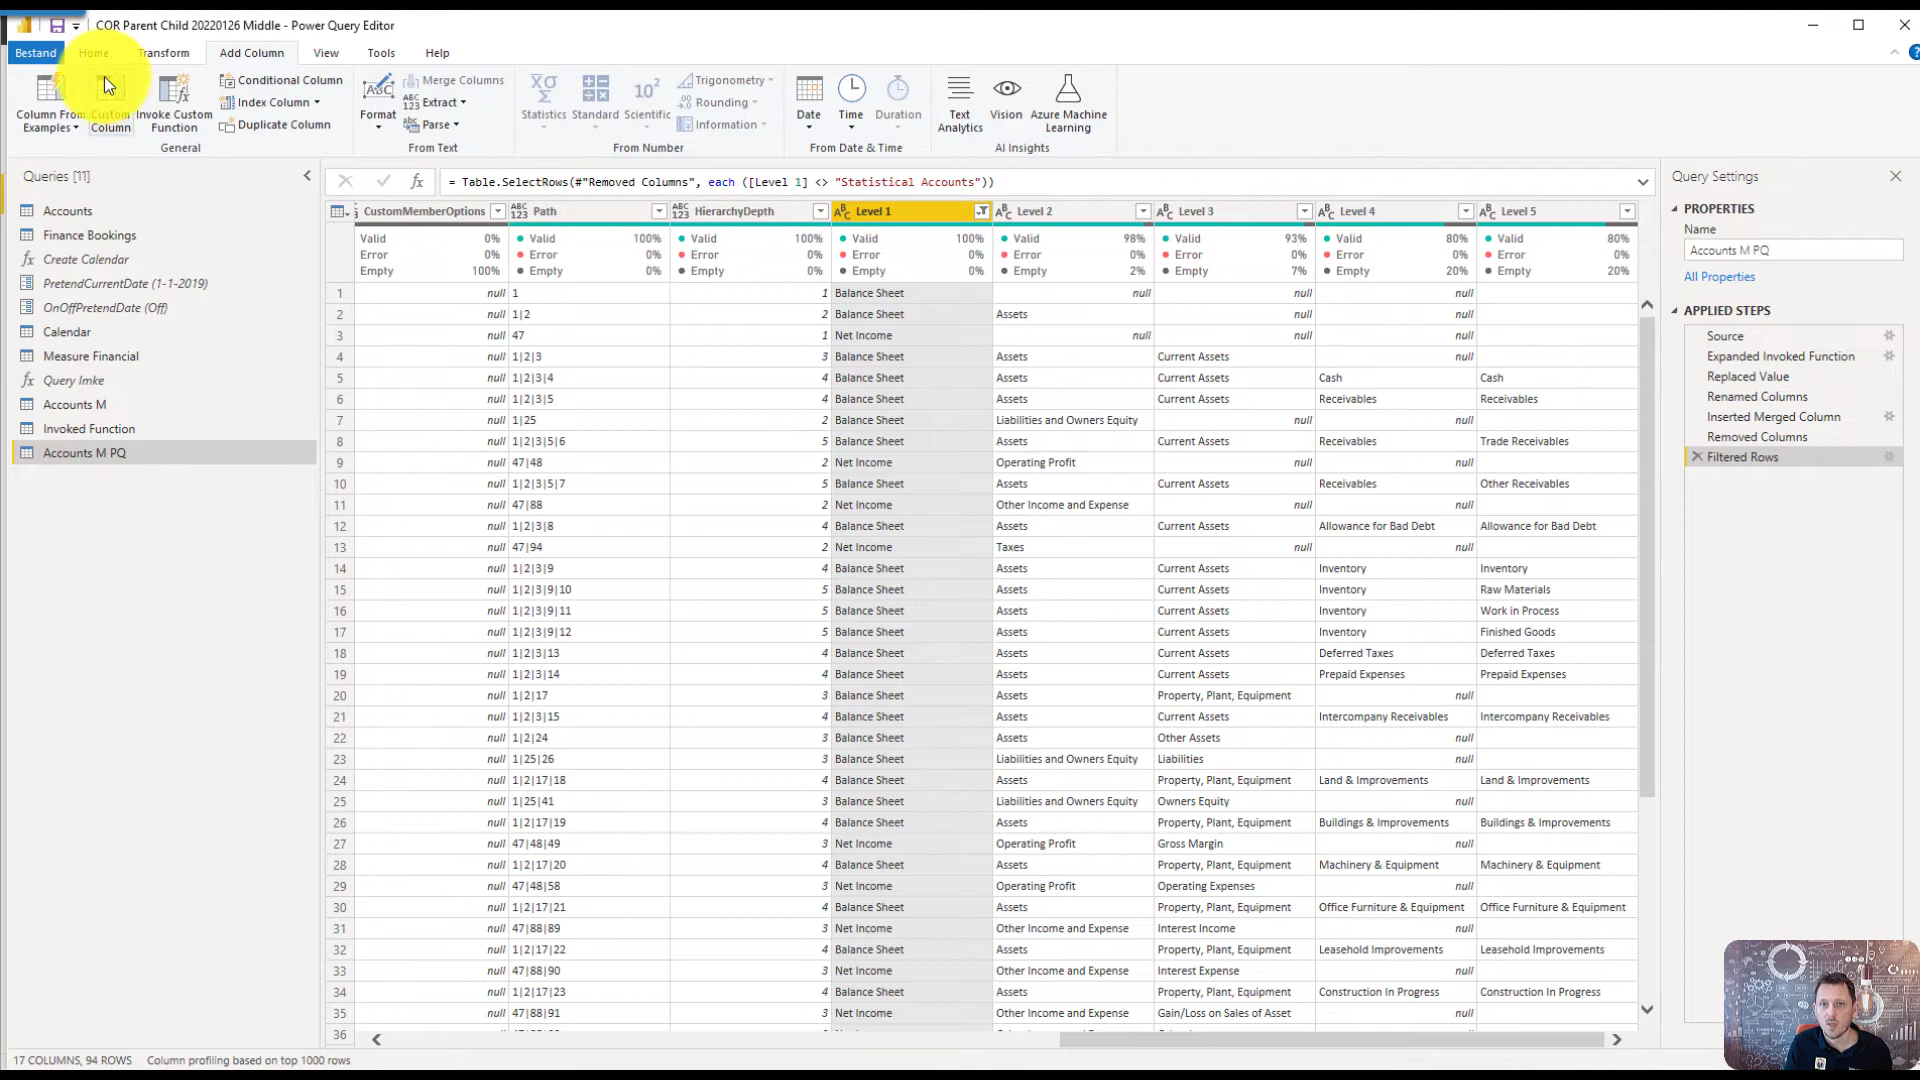 COR Parent Child 20220126 Middle - Power Query Editor
Bestand Home Transform Add Column View Tools Help
Column From Examples
Custom Column
Invoke Custom Function
Conditional Column
Index Column
Duplicate Column
General
Format
Merge Columns
Extract
Parse
From Text
Statistics
Standard
Scientific
Trigonometry
Rounding
Information
From Number
Date
Time
Duration
From Date & Time
Text Analytics
Vision
Azure Machine Learning
AI Insights
Queries [11]
Accounts
Finance Bookings
Create Calendar
PretendCurrentDate (1-1-2019)
OnOffPretendDate (Off)
Calendar
Measure Financial
Query Imke
Accounts M
Invoked Function
Accounts M PQ
= Table.SelectRows(#"Removed Columns", each ([Level 1] <> "Statistical Accounts"))
CustomMemberOptions Path HierarchyDepth Level 1 Level 2 Level 3 Level 4 Level 5
Valid 0% Valid 100% Valid 100% Valid 100% Valid 98% Valid 93% Valid 80% Valid 80%
Error 0% Error 0% Error 0% Error 0% Error 0% Error 0% Error 0% Error 0%
Empty 100% Empty 0% Empty 0% Empty 0% Empty 2% Empty 7% Empty 20% Empty 20%
1 null 1 1 Balance Sheet null null null
2 null 1|2 2 Balance Sheet Assets null null
3 null 47 1 Net Income null null null
4 null 1|2|3 3 Balance Sheet Assets Current Assets null
5 null 1|2|3|4 4 Balance Sheet Assets Current Assets Cash Cash
6 null 1|2|3|5 4 Balance Sheet Assets Current Assets Receivables Receivables
7 null 1|25 2 Balance Sheet Liabilities and Owners Equity null null
8 null 1|2|3|5|6 5 Balance Sheet Assets Current Assets Receivables Trade Receivables
9 null 47|48 2 Net Income Operating Profit null null
10 null 1|2|3|5|7 5 Balance Sheet Assets Current Assets Receivables Other Receivables
11 null 47|88 2 Net Income Other Income and Expense null null
12 null 1|2|3|8 4 Balance Sheet Assets Current Assets Allowance for Bad Debt Allowance for Bad Debt
13 null 47|94 2 Net Income Taxes null null
14 null 1|2|3|9 4 Balance Sheet Assets Current Assets Inventory Inventory
15 null 1|2|3|9|10 5 Balance Sheet Assets Current Assets Inventory Raw Materials
16 null 1|2|3|9|11 5 Balance Sheet Assets Current Assets Inventory Work in Process
17 null 1|2|3|9|12 5 Balance Sheet Assets Current Assets Inventory Finished Goods
18 null 1|2|3|13 4 Balance Sheet Assets Current Assets Deferred Taxes Deferred Taxes
19 null 1|2|3|14 4 Balance Sheet Assets Current Assets Prepaid Expenses Prepaid Expenses
20 null 1|2|17 3 Balance Sheet Assets Property, Plant, Equipment null
21 null 1|2|3|15 4 Balance Sheet Assets Current Assets Intercompany Receivables Intercompany Receivables
22 null 1|2|24 3 Balance Sheet Assets Other Assets null
23 null 1|25|26 3 Balance Sheet Liabilities and Owners Equity Liabilities null
24 null 1|2|17|18 4 Balance Sheet Assets Property, Plant, Equipment Land & Improvements Land & Improvements
25 null 1|25|41 3 Balance Sheet Liabilities and Owners Equity Owners Equity null
26 null 1|2|17|19 4 Balance Sheet Assets Property, Plant, Equipment Buildings & Improvements Buildings & Improvements
27 null 47|48|49 3 Net Income Operating Profit Gross Margin null
28 null 1|2|17|20 4 Balance Sheet Assets Property, Plant, Equipment Machinery & Equipment Machinery & Equipment
29 null 47|48|58 3 Net Income Operating Profit Operating Expenses null
30 null 1|2|17|21 4 Balance Sheet Assets Property, Plant, Equipment Office Furniture & Equipment Office Furniture & Equipment
31 null 47|88|89 3 Net Income Other Income and Expense Interest Income null
32 null 1|2|17|22 4 Balance Sheet Assets Property, Plant, Equipment Leasehold Improvements Leasehold Improvements
33 null 47|88|90 3 Net Income Other Income and Expense Interest Expense null
34 null 1|2|17|23 4 Balance Sheet Assets Property, Plant, Equipment Construction In Progress Construction In Progress
35 null 47|88|91 3 Net Income Other Income and Expense Gain/Loss on Sales of Asset null
36
Query Settings
PROPERTIES
Name
Accounts M PQ
All Properties
APPLIED STEPS
Source
Expanded Invoked Function
Replaced Value
Renamed Columns
Inserted Merged Column
Removed Columns
Filtered Rows
17 COLUMNS, 94 ROWS Column profiling based on top 1000 rows